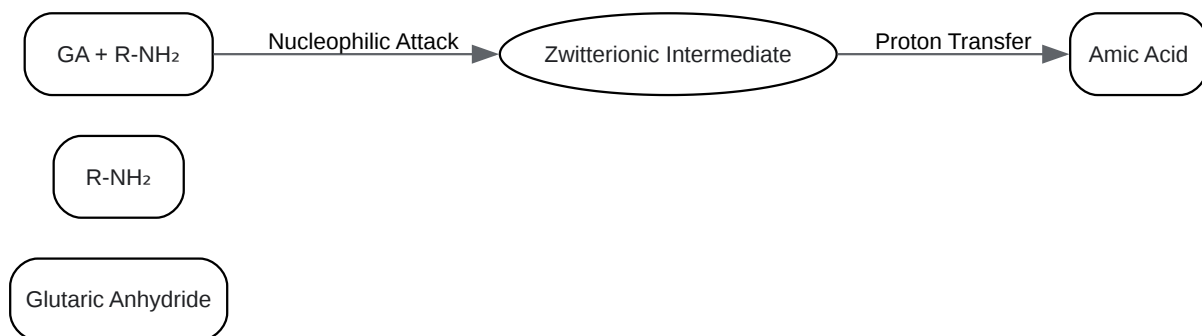 GA + R-NH₂
Nucleophilic Attack
Zwitterionic Intermediate
Proton Transfer
Amic Acid
R-NH₂
Glutaric Anhydride